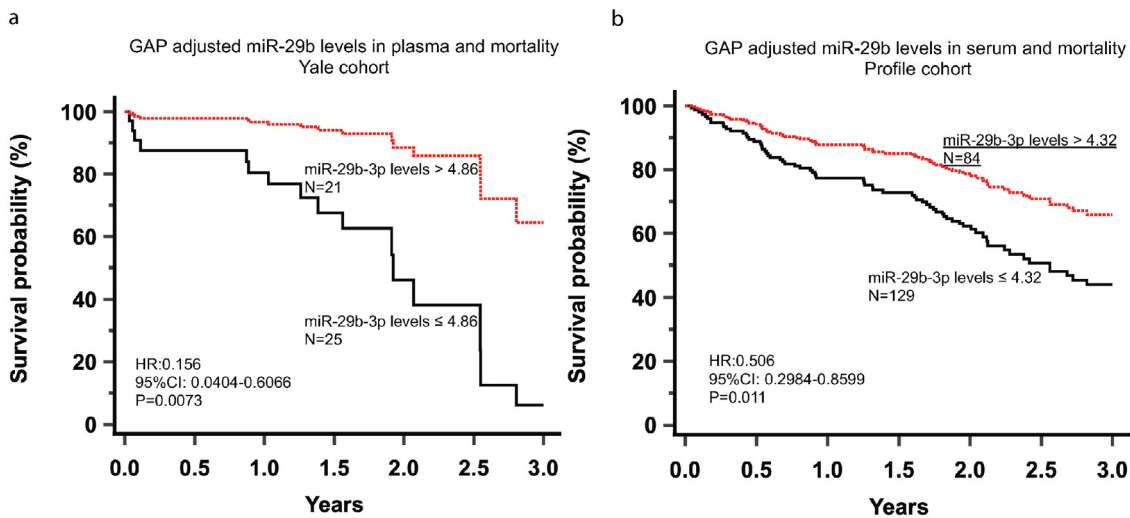 a
GAP adjusted miR-29b levels in plasma and mortality
Yale cohort
Survival probability (%)
100
80
60
40
20
0
miR-29b-3p levels > 4.86
N=21
miR-29b-3p levels ≤ 4.86
N=25
HR:0.156
95%CI: 0.0404-0.6066
P=0.0073
0.0 0.5 1.0 1.5 2.0 2.5 3.0
Years
b
GAP adjusted miR-29b levels in serum and mortality
Profile cohort
Survival probability (%)
100
80
60
40
20
0
miR-29b-3p levels > 4.32
N=84
miR-29b-3p levels ≤ 4.32
N=129
HR:0.506
95%CI: 0.2984-0.8599
P=0.011
0.0 0.5 1.0 1.5 2.0 2.5 3.0
Years